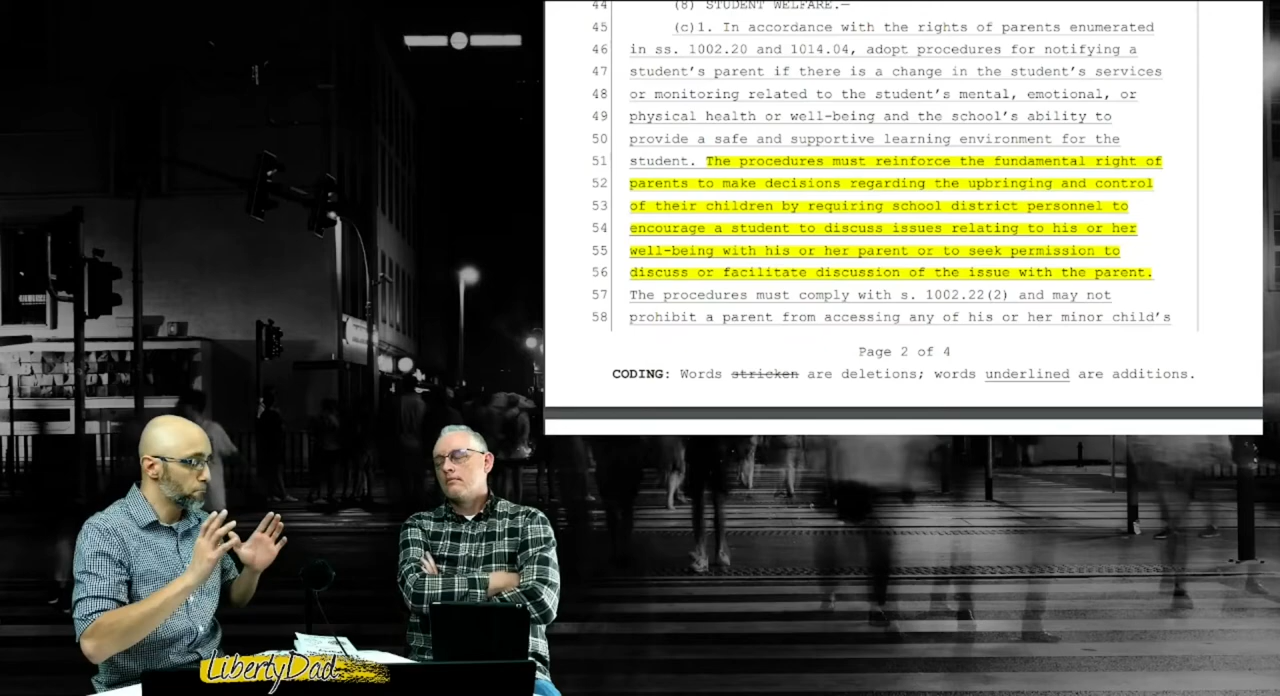 44 (8) STUDENT WELFARE.—
45 (c)1. In accordance with the rights of parents enumerated
46 in ss. 1002.20 and 1014.04, adopt procedures for notifying a
47 student's parent if there is a change in the student's services
48 or monitoring related to the student's mental, emotional, or
49 physical health or well-being and the school's ability to
50 provide a safe and supportive learning environment for the
51 student. The procedures must reinforce the fundamental right of
52 parents to make decisions regarding the upbringing and control
53 of their children by requiring school district personnel to
54 encourage a student to discuss issues relating to his or her
55 well-being with his or her parent or to seek permission to
56 discuss or facilitate discussion of the issue with the parent.
57 The procedures must comply with s. 1002.22(2) and may not
58 prohibit a parent from accessing any of his or her minor child's
Page 2 of 4
CODING: Words stricken are deletions; words underlined are additions.
LibertyDad